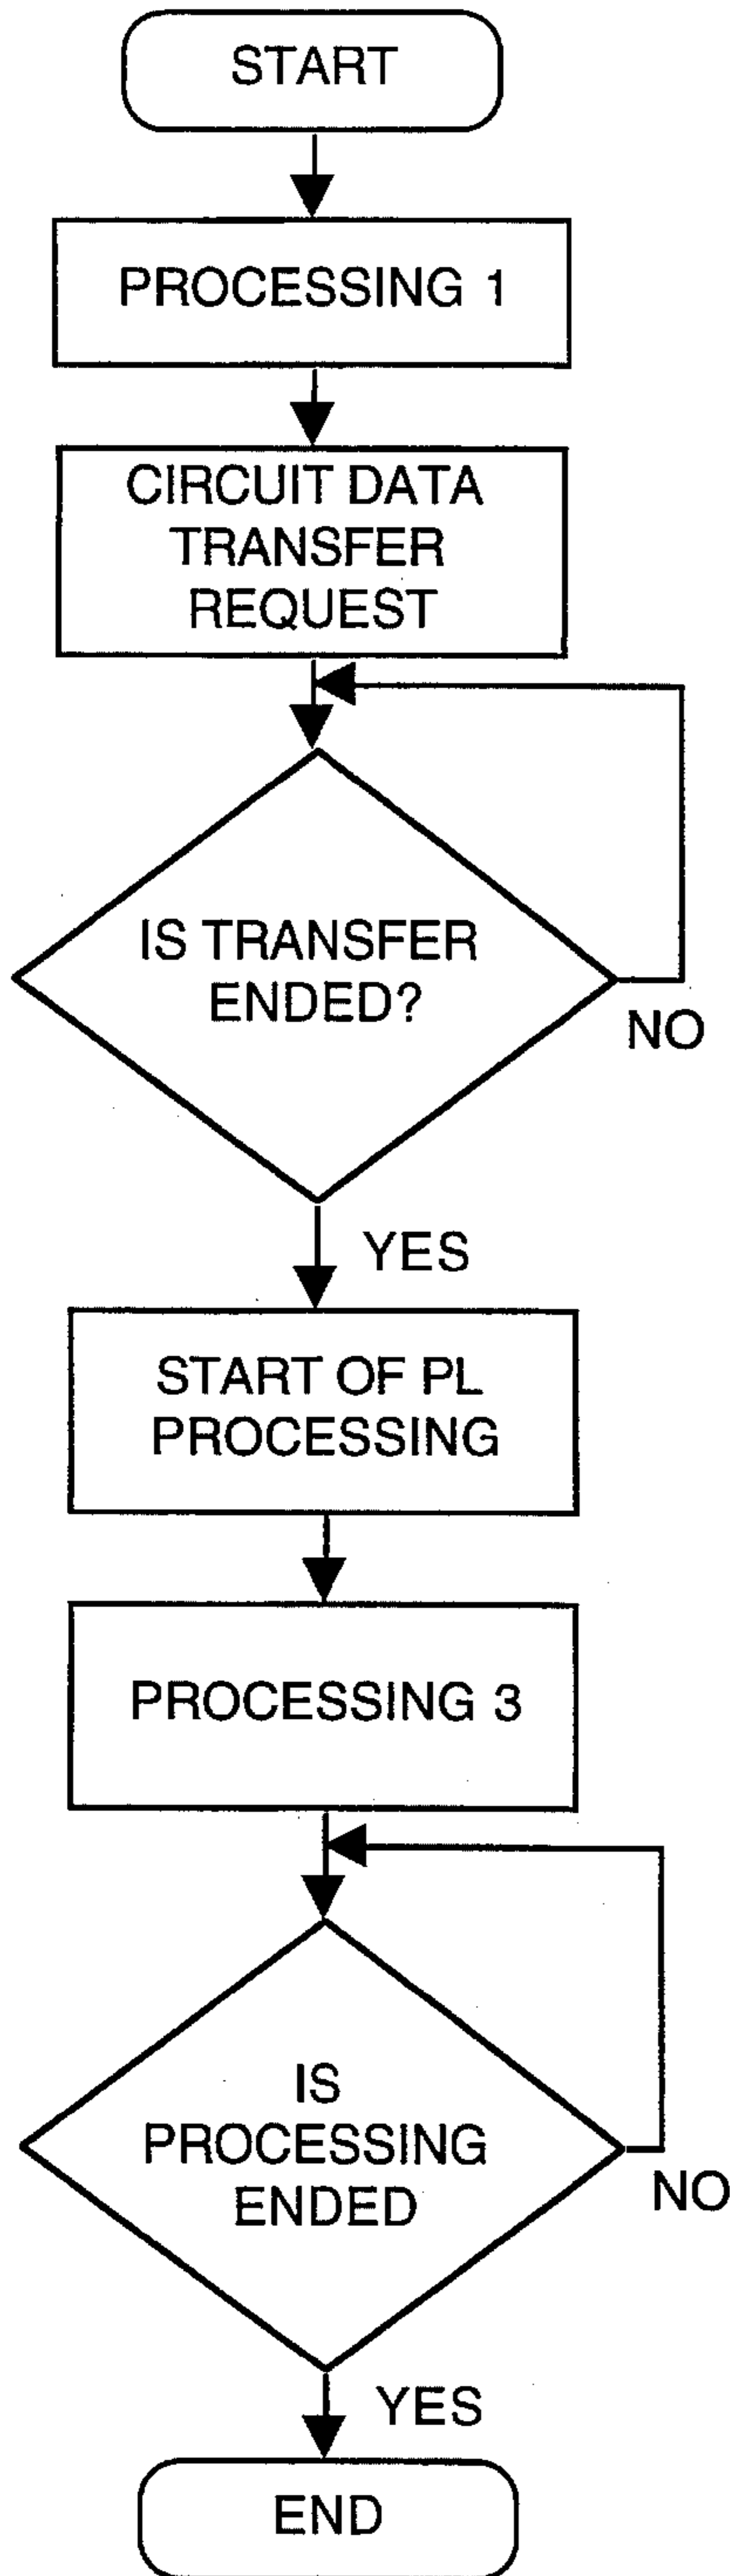 START
PROCESSING 1
CIRCUIT DATA
TRANSFER
REQUEST
IS TRANSFER
ENDED?
NO
YES
START OF PL
PROCESSING
PROCESSING 3
IS
PROCESSING
ENDED
NO
YES
END